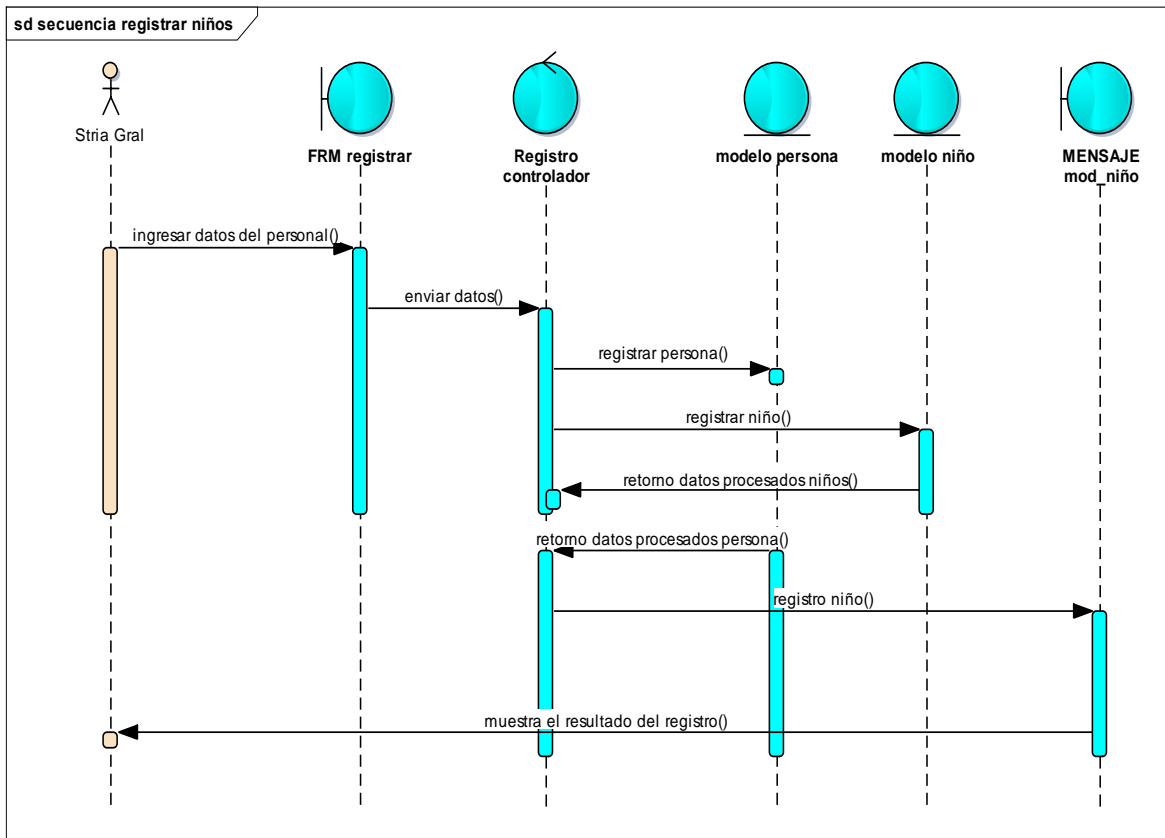 sd secuencia registrar niños
Stria Gral
FRM registrar
Registro
controlador
modelo persona
modelo niño
MENSAJE
mod_niño
ingresar datos del personal()
enviar datos()
registrar persona()
registrar niño()
retorno datos procesados niños()
retorno datos procesados persona()
registro niño()
muestra el resultado del registro()